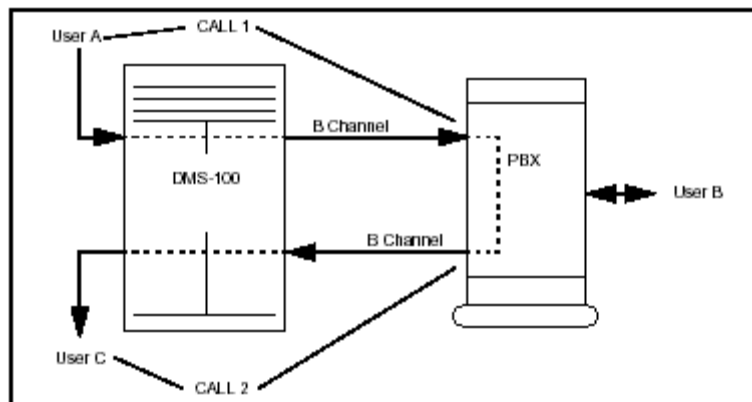 User A
CALL 1
B Channel
PBX
DMS-100
User B
B Channel
User C
CALL 2